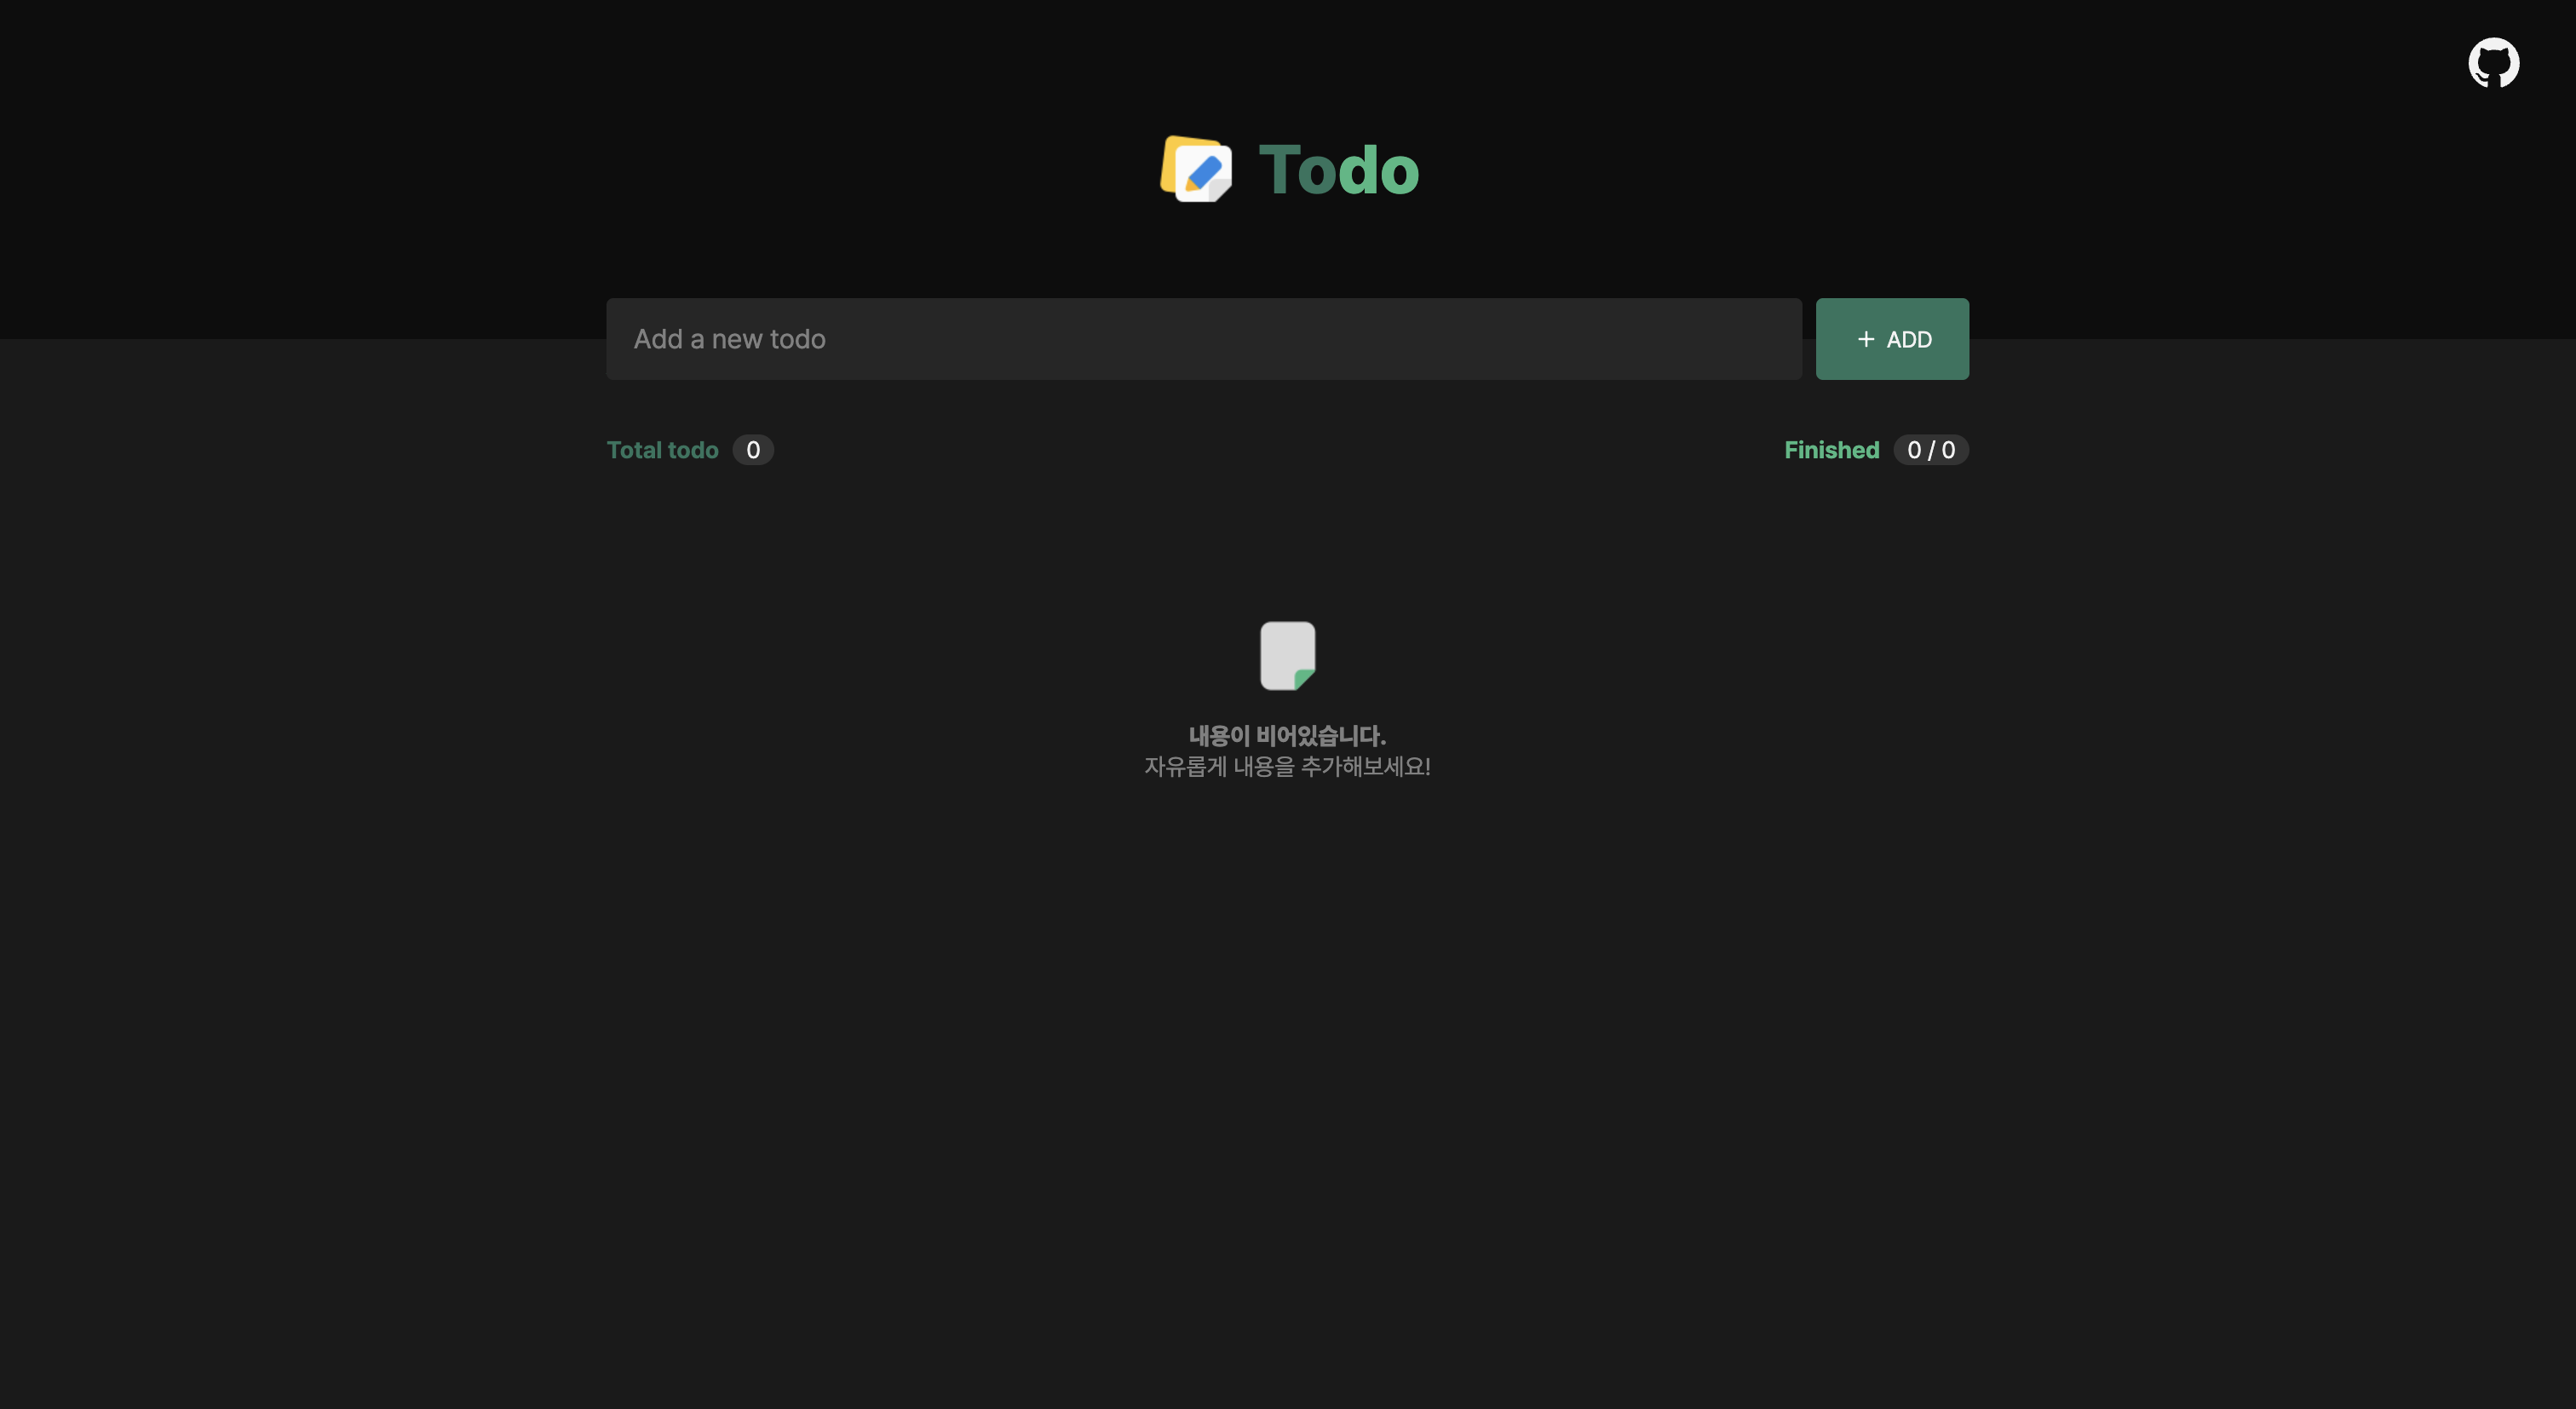 Todo
Add a new todo
+ ADD
Total todo 0
Finished 0 / 0
내용이 비어있습니다.
자유롭게 내용을 추가해보세요!